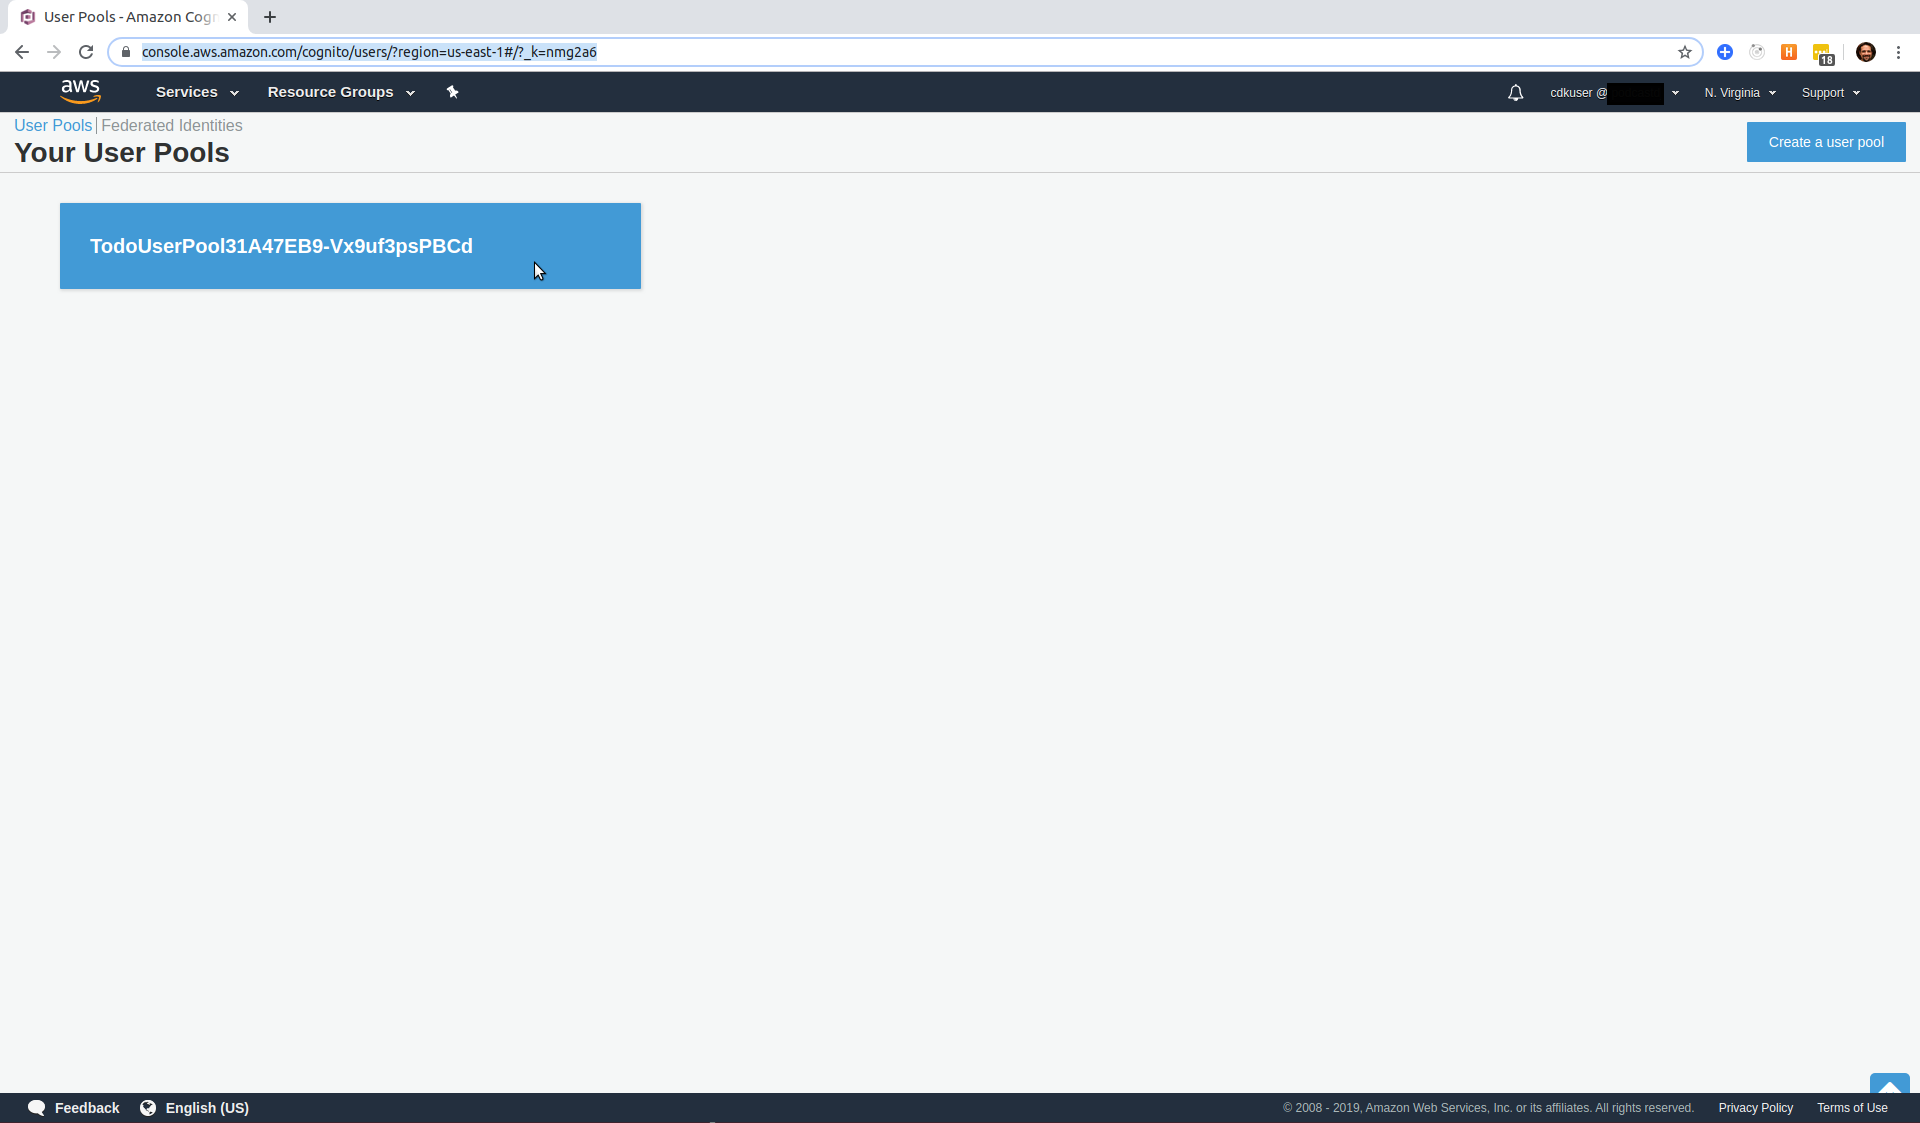 User Pools - Amazon Cogn
console.aws.amazon.com/cognito/users/?region=us-east-1#/?_k=nmg2a6
H
18
aws
Services
Resource Groups
cdkuser @
N. Virginia
Support
User Pools
Federated Identities
Your User Pools
Create a user pool
TodoUserPool31A47EB9-Vx9uf3psPBCd
Feedback
English (US)
© 2008 - 2019, Amazon Web Services, Inc. or its affiliates. All rights reserved.
Privacy Policy
Terms of Use